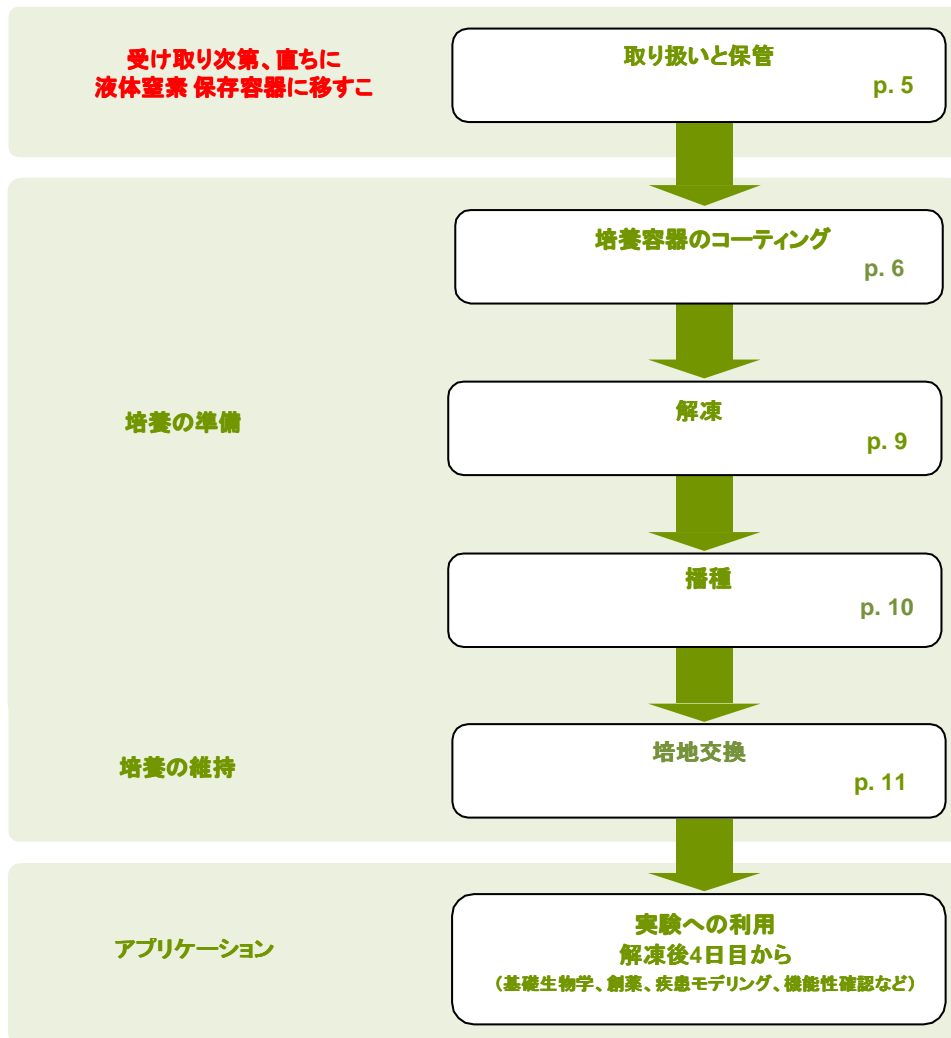 受け取り次第、直ちに
液体窒素 保存容器に移すこ
取り扱いと保管
p. 5
培養容器のコーティング
p. 6
培養の準備
解凍
p. 9
播種
p. 10
培養の維持
培地交換
p. 11
アプリケーション
実験への利用
解凍後4日目から
（基礎生物学、創薬、疾患モデリング、機能性確認など）